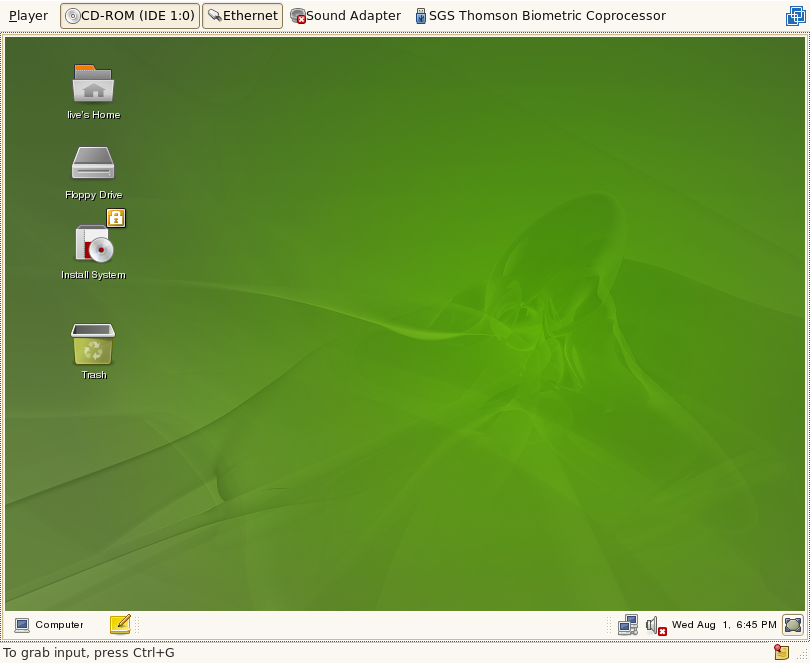 Player CD-ROM (IDE 1:0) Ethernet Sound Adapter SGS Thomson Biometric Coprocessor
live's Home
Floppy Drive
Install System
Trash
Computer Wed Aug 1, 6:45 PM
To grab input, press Ctrl+G